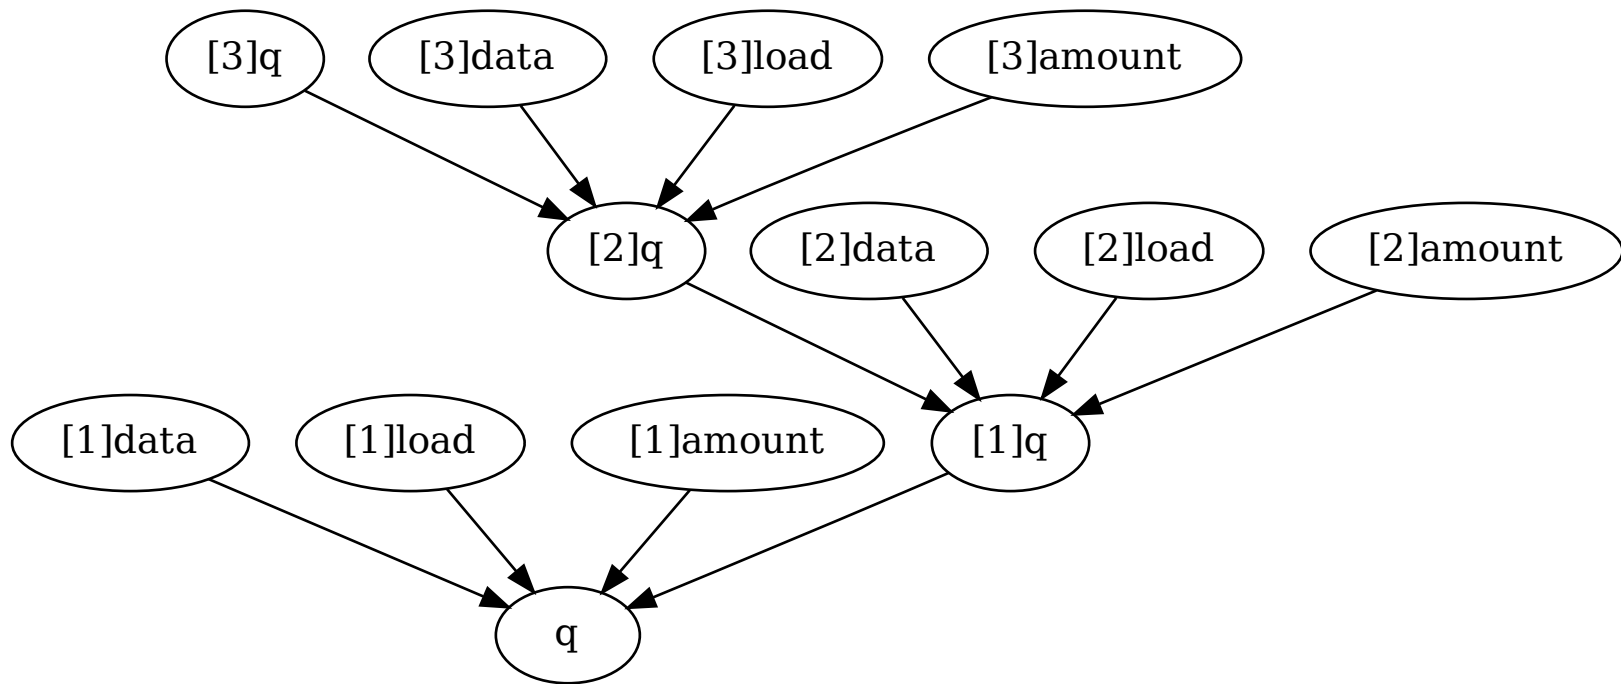 [3]q [3]data [3]load [3]amount
[2]q [2]data [2]load [2]amount
[1]data [1]load [1]amount [1]q
q